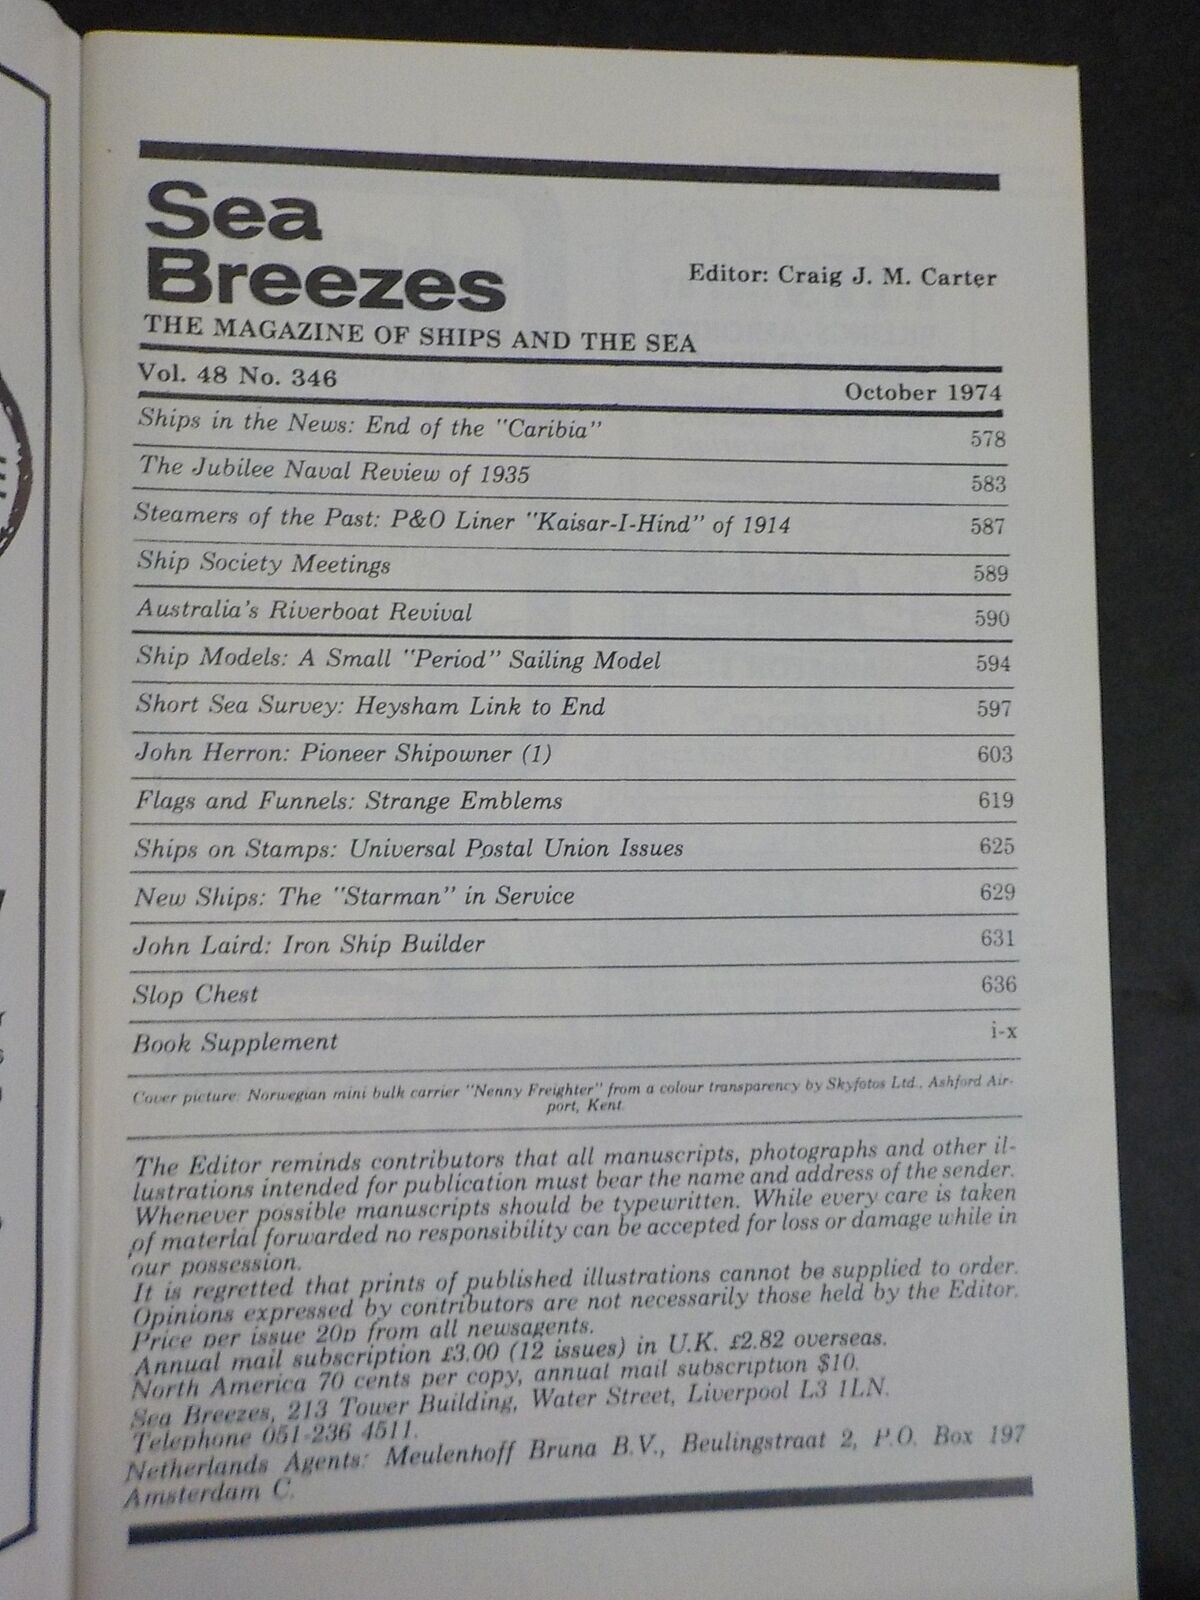 Sea
Breezes
Editor: Craig J. M. Carter
THE MAGAZINE OF SHIPS AND THE SEA
Vol. 48 No. 346 October 1974
Ships in the News: End of the "Caribia" 578
The Jubilee Naval Review of 1935 583
Steamers of the Past: P&O Liner "Kaisar-I-Hind" of 1914 587
Ship Society Meetings 589
Australia's Riverboat Revival 590
Ship Models: A Small "Period" Sailing Model 594
Short Sea Survey: Heysham Link to End 597
John Herron: Pioneer Shipowner (1) 603
Flags and Funnels: Strange Emblems 619
Ships on Stamps: Universal Postal Union Issues 625
New Ships: The "Starman" in Service 629
John Laird: Iron Ship Builder 631
Slop Chest 636
Book Supplement i-x
Cover picture: Norwegian mini bulk carrier "Nenny Freighter" from a colour transparency by Skyfotos Ltd., Ashford Air-
port, Kent.
The Editor reminds contributors that all manuscripts, photographs and other il-
lustrations intended for publication must bear the name and address of the sender.
Whenever possible manuscripts should be typewritten. While every care is taken
of material forwarded no responsibility can be accepted for loss or damage while in
our possession.
It is regretted that prints of published illustrations cannot be supplied to order.
Opinions expressed by contributors are not necessarily those held by the Editor.
Price per issue 20p from all newsagents.
Annual mail subscription £3.00 (12 issues) in U.K. £2.82 overseas.
North America 70 cents per copy, annual mail subscription $10.
Sea Breezes, 213 Tower Building, Water Street, Liverpool L3 1LN.
Telephone 051-236 4511.
Netherlands Agents: Meulenhoff Bruna B.V., Beulingstraat 2, P.O. Box 197
Amsterdam C.